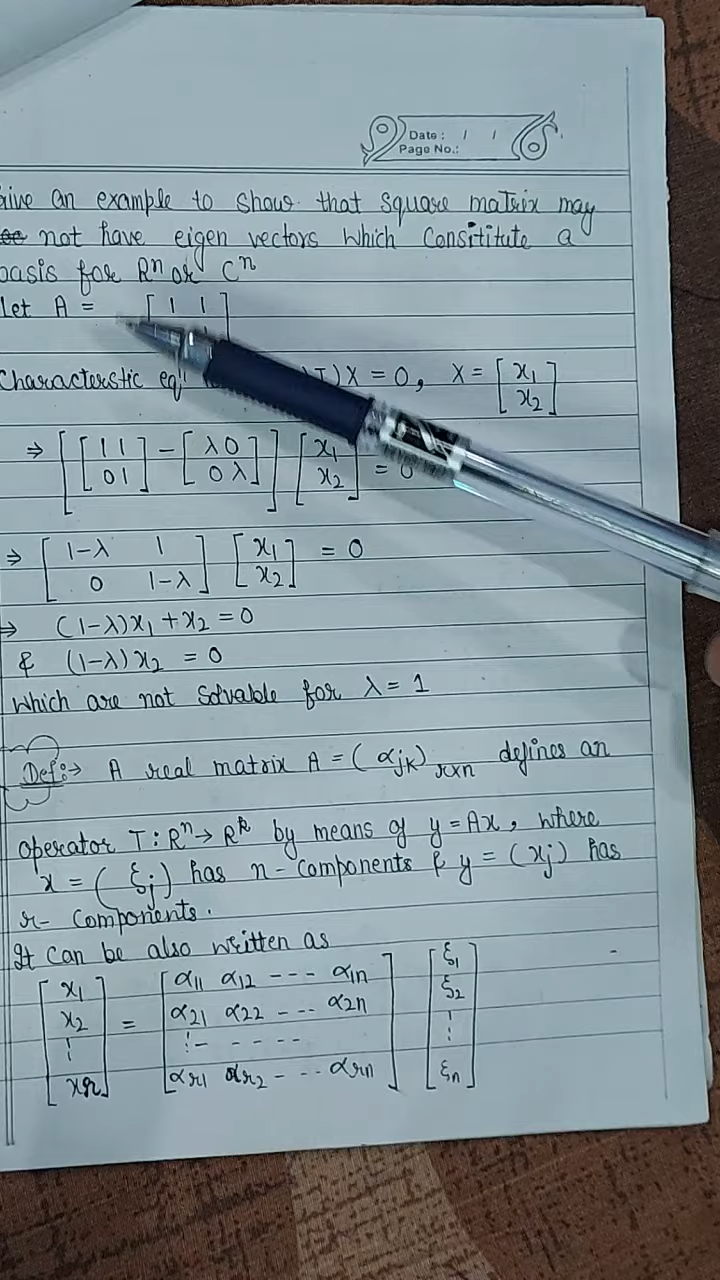 Date : / /
Page No.:
Give an example to show that square matrix may
not have eigen vectors which consititute a
basis for Rⁿ or Cⁿ
Let A = [1 1
Characterstic eqⁿ I)X = 0, X = [x₁ x₂]
⇒ [[1 1 0 1] − [λ 0 0 λ]] [x₁ x₂] = 0
⇒ [1-λ 1 0 1-λ] [x₁ x₂] = 0
⇒ (1-λ)x₁ + x₂ = 0
& (1-λ)x₂ = 0
which are not solvable for λ = 1
Def:→ A real matrix A = (αjk)r×n defines an
operator T : Rⁿ → Rᴿ by means of y = Ax, where
x = (ξj) has n-components & y = (xj) has
r- components.
It can be also written as
[x₁ x₂ ⋮ xr] = [α₁₁ α₁₂ --- α₁n α₂₁ α₂₂ --- α₂n ⋮ - - - - - αr₁ αr₂ - -- αrn] [ξ₁ ξ₂ ⋮ ξn]